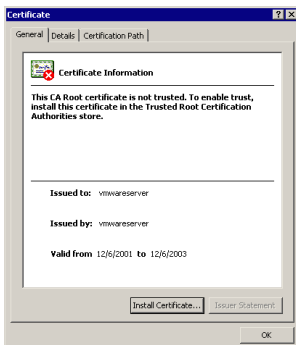 Certificate
General
Details
Certification Path
Certificate Information
This CA Root certificate is not trusted. To enable trust,
install this certificate in the Trusted Root Certification
Authorities store.
Issued to: vmwareserver
Issued by: vmwareserver
Valid from 12/6/2001 to 12/6/2003
Install Certificate...
Issuer Statement
OK